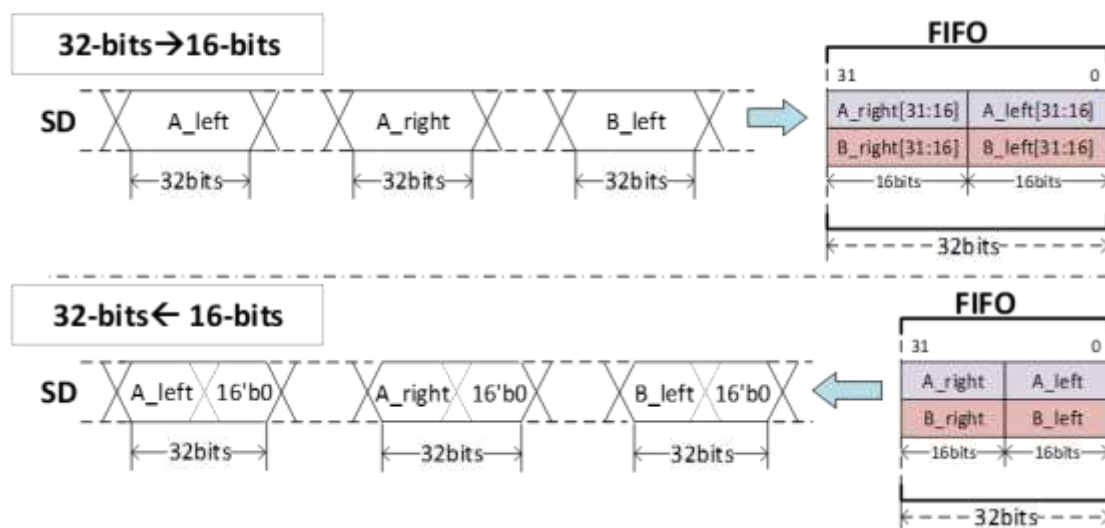 32-bits→16-bits
FIFO
31 0
SD A_left A_right B_left
A_right[31:16] A_left[31:16]
B_right[31:16] B_left[31:16]
32bits 32bits 32bits
16bits 16bits
32bits
32-bits← 16-bits
FIFO
31 0
SD A_left 16'b0 A_right 16'b0 B_left 16'b0
A_right A_left
B_right B_left
32bits 32bits 32bits
16bits 16bits
32bits